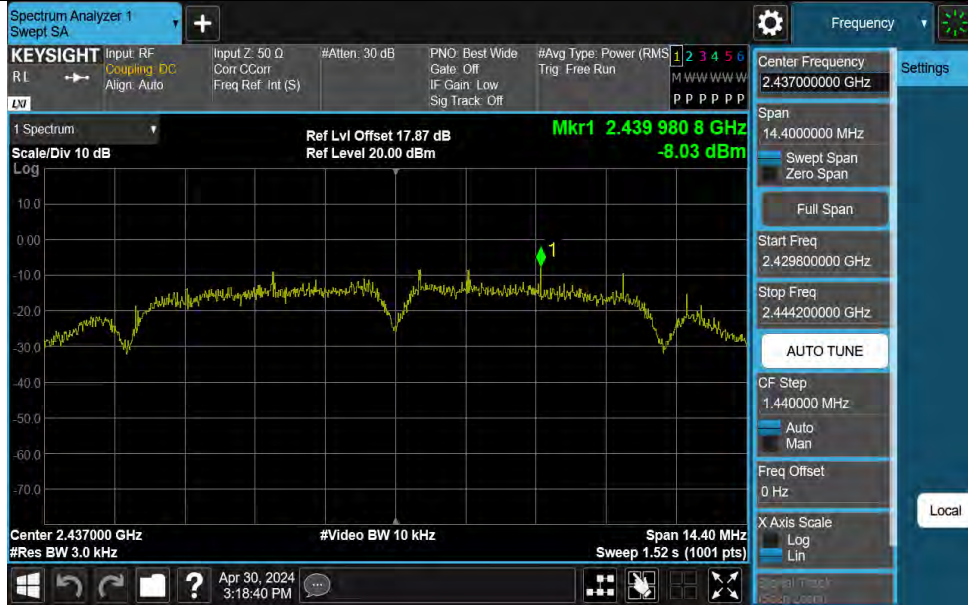 Spectrum Analyzer 1
Swept SA
Frequency
KEYSIGHT
RL
LXI
Input: RF
Coupling: DC
Align: Auto
Input Z: 50 Ω
Corr CCorr
Freq Ref: Int (S)
#Atten: 30 dB
PNO: Best Wide
Gate: Off
IF Gain: Low
Sig Track: Off
#Avg Type: Power (RMS
Trig: Free Run
1 2 3 4 5 6
M W W W W W
P P P P P P
1 Spectrum
Scale/Div 10 dB
Log
Ref Lvl Offset 17.87 dB
Ref Level 20.00 dBm
Mkr1 2.439 980 8 GHz
-8.03 dBm
1
10.0
0.00
-10.0
-20.0
-30.0
-40.0
-50.0
-60.0
-70.0
Center 2.437000 GHz
#Res BW 3.0 kHz
#Video BW 10 kHz
Span 14.40 MHz
Sweep 1.52 s (1001 pts)
?
Apr 30, 2024
3:18:40 PM
Center Frequency
2.437000000 GHz
Span
14.4000000 MHz
Swept Span
Zero Span
Full Span
Start Freq
2.429800000 GHz
Stop Freq
2.444200000 GHz
AUTO TUNE
CF Step
1.440000 MHz
Auto
Man
Freq Offset
0 Hz
X Axis Scale
Log
Lin
Signal Track
(Span Zoom)
Settings
Local